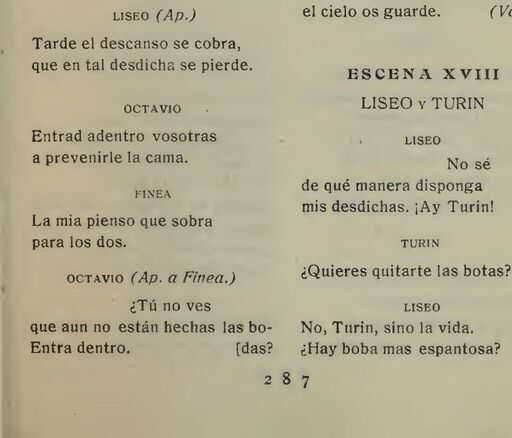 LISEO (Ap.)
Tarde el descanso se cobra,
que en tal desdicha se pierde.
OCTAVIO
Entrad adentro vosotras
a prevenirle la cama.
FINEA
La mia pienso que sobra
para los dos.
OCTAVIO (Ap. a Finea.)
¿Tú no ves
que aun no están hechas las bo-
Entra dentro. [das?
el cielo os guarde.
ESCENA XVIII
LISEO Y TURIN
LISEO
No sé
de qué manera disponga
mis desdichas. ¡Ay Turin!
TURIN
¿Quieres quitarte las botas?
LISEO
No, Turin, sino la vida.
¿Hay boba mas espantosa?
287